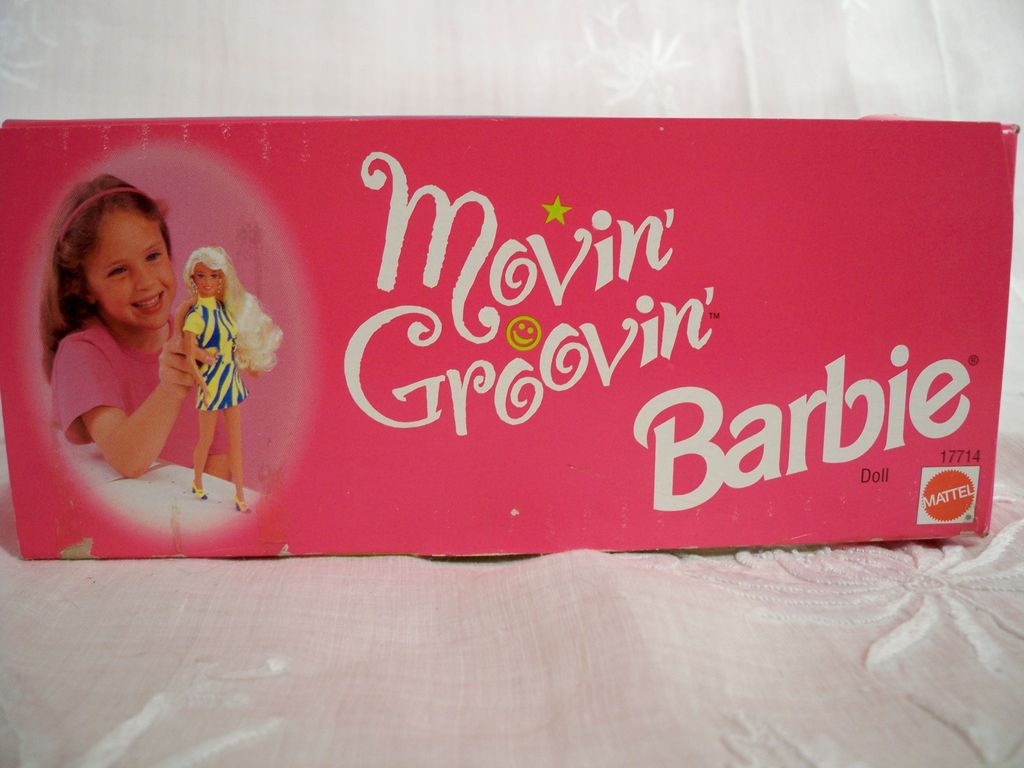 Movin'
Groovin'™
Barbie®
Doll
17714
MATTEL
®